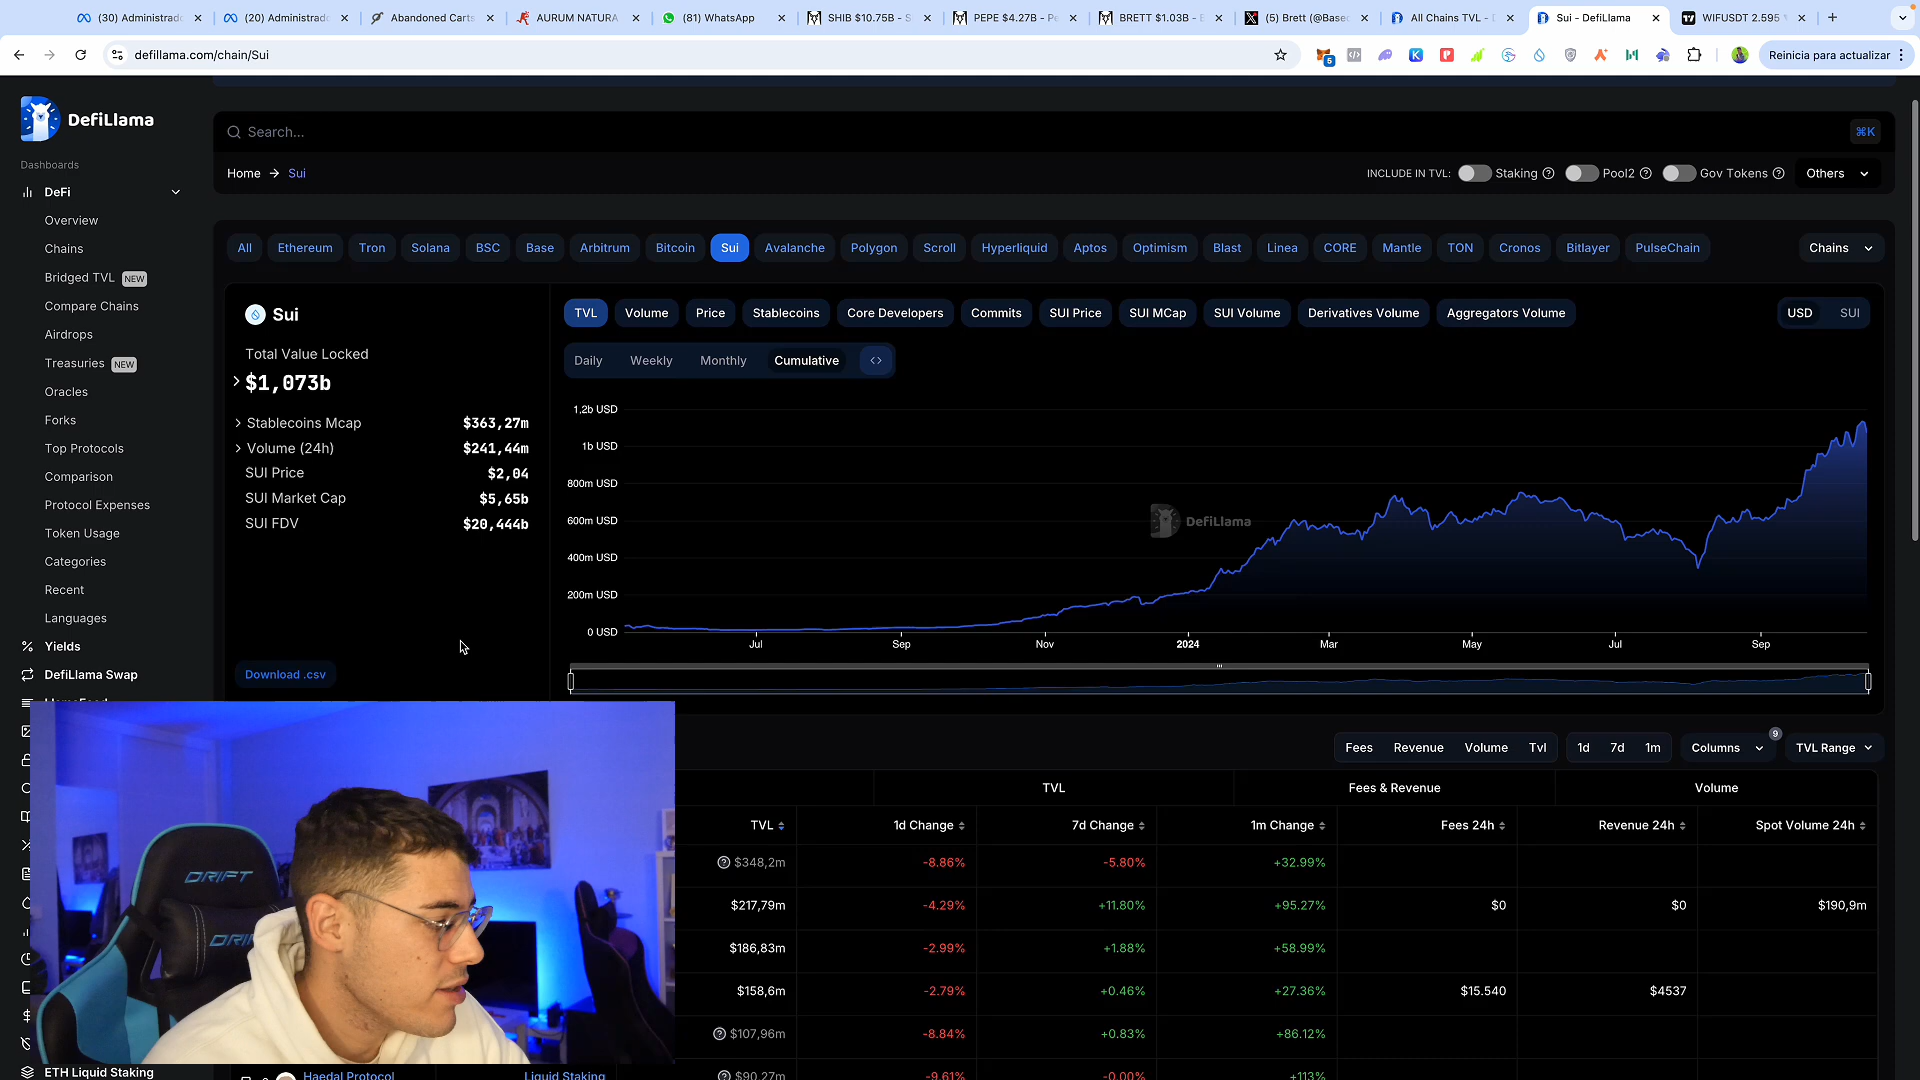 (30) Administrad
(20) Administrad
Abandoned Carts
AURUM NATURA
(81) WhatsApp
SHIB $10.75B - S
PEPE $4.27B - Pe
BRETT $1.03B -
(5) Brett (@Base
All Chains TVL -
Sui - DefiLlama
WIFUSDT 2.595
defillama.com/chain/Sui
5
Reinicia para actualizar
DefiLlama
Search...
⌘K
Home → Sui
INCLUDE IN TVL:
Staking
Pool2
Gov Tokens
Others
Dashboards
DeFi
Overview
Chains
Bridged TVL NEW
Compare Chains
Airdrops
Treasuries NEW
Oracles
Forks
Top Protocols
Comparison
Protocol Expenses
Token Usage
Categories
Recent
Languages
Yields
DefiLlama Swap
ETH Liquid Staking
All Ethereum Tron Solana BSC Base Arbitrum Bitcoin Sui Avalanche Polygon Scroll Hyperliquid Aptos Optimism Blast Linea CORE Mantle TON Cronos Bitlayer PulseChain
Chains
Sui
Total Value Locked
$1,073b
Stablecoins Mcap $363,27m
Volume (24h) $241,44m
SUI Price $2,04
SUI Market Cap $5,65b
SUI FDV $20,444b
Download .csv
TVL Volume Price Stablecoins Core Developers Commits SUI Price SUI MCap SUI Volume Derivatives Volume Aggregators Volume
USD SUI
Daily Weekly Monthly Cumulative <>
1,2b USD
1b USD
800m USD
600m USD
400m USD
200m USD
0 USD
DefiLlama
Jul Sep Nov 2024 Mar May Jul Sep
Fees Revenue Volume Tvl
1d 7d 1m
Columns
9
TVL Range
TVL Fees & Revenue Volume
TVL 1d Change 7d Change 1m Change Fees 24h Revenue 24h Spot Volume 24h
$348,2m -8.86% -5.80% +32.99%
$217,79m -4.29% +11.80% +95.27% $0 $0 $190,9m
$186,83m -2.99% +1.88% +58.99%
$158,6m -2.79% +0.46% +27.36% $15.540 $4537
$107,96m -8.84% +0.83% +86.12%
Haedal Protocol Liquid Staking $90,27m -9.61% -0.00% +113%
DRIFT